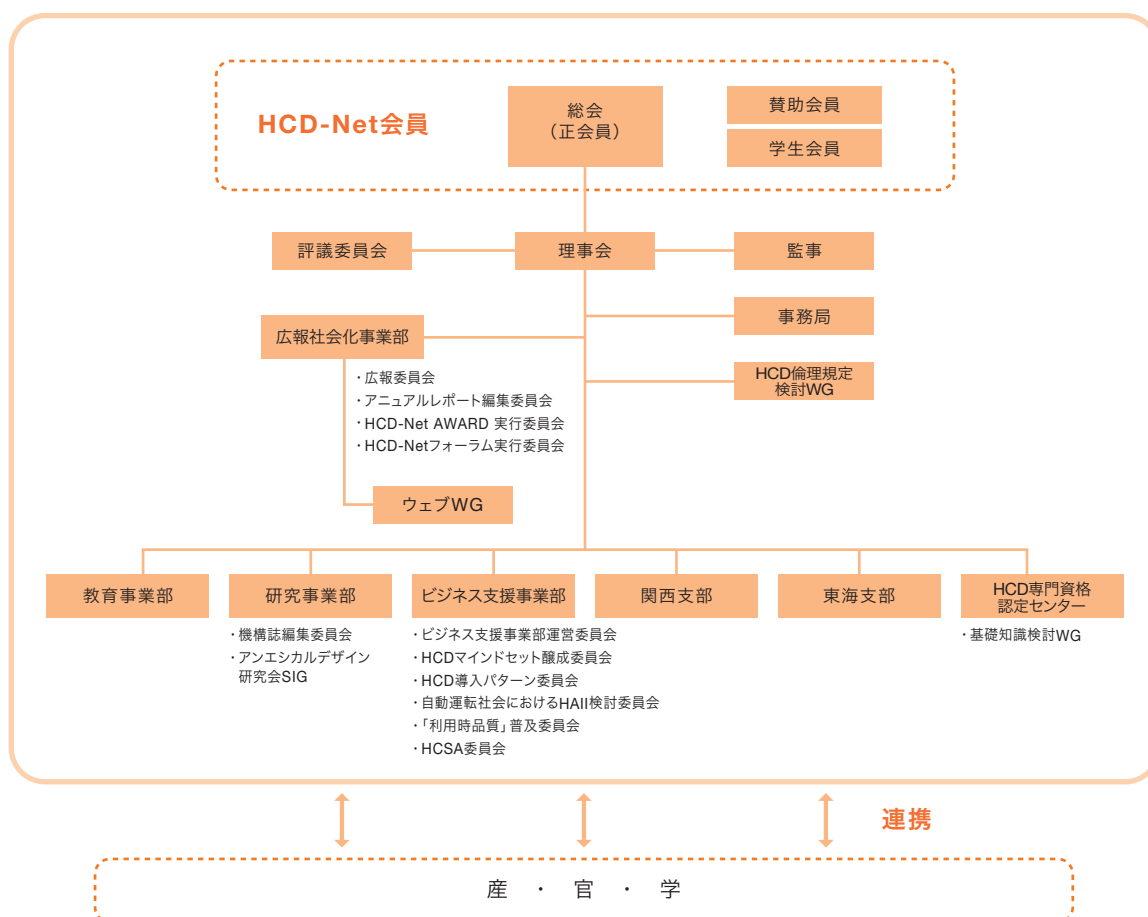 HCD-Net会員
総会
（正会員）
賛助会員
学生会員
評議委員会
理事会
監事
事務局
広報社会化事業部
・広報委員会
・アニュアルレポート編集委員会
・HCD-Net AWARD 実行委員会
・HCD-Netフォーラム実行委員会
HCD倫理規定
検討WG
ウェブWG
教育事業部
研究事業部
・機構誌編集委員会
・アンエシカルデザイン
研究会SIG
ビジネス支援事業部
・ビジネス支援事業部運営委員会
・HCDマインドセット醸成委員会
・HCD導入パターン委員会
・自動運転社会におけるHAII検討委員会
・「利用時品質」普及委員会
・HCSA委員会
関西支部
東海支部
HCD専門資格
認定センター
・基礎知識検討WG
連携
産 ・ 官 ・ 学